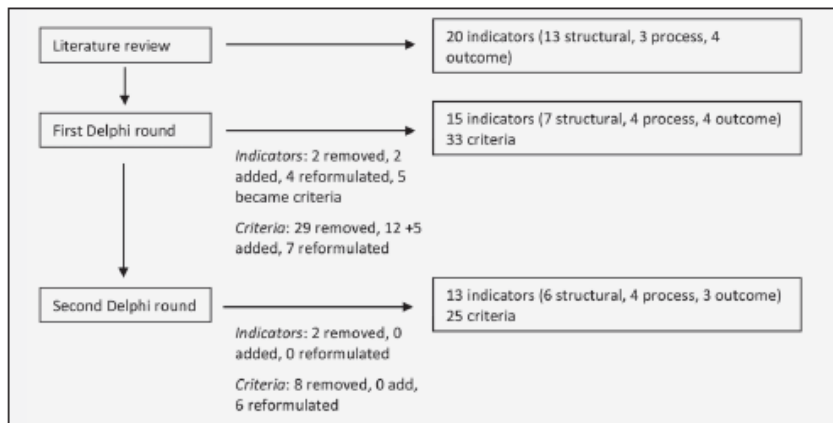 Literature review
20 indicators (13 structural, 3 process, 4
outcome)
First Delphi round
15 indicators (7 structural, 4 process, 4 outcome)
33 criteria
Indicators: 2 removed, 2
added, 4 reformulated, 5
became criteria
Criteria: 29 removed, 12 +5
added, 7 reformulated
Second Delphi round
13 indicators (6 structural, 4 process, 3 outcome)
25 criteria
Indicators: 2 removed, 0
added, 0 reformulated
Criteria: 8 removed, 0 add,
6 reformulated